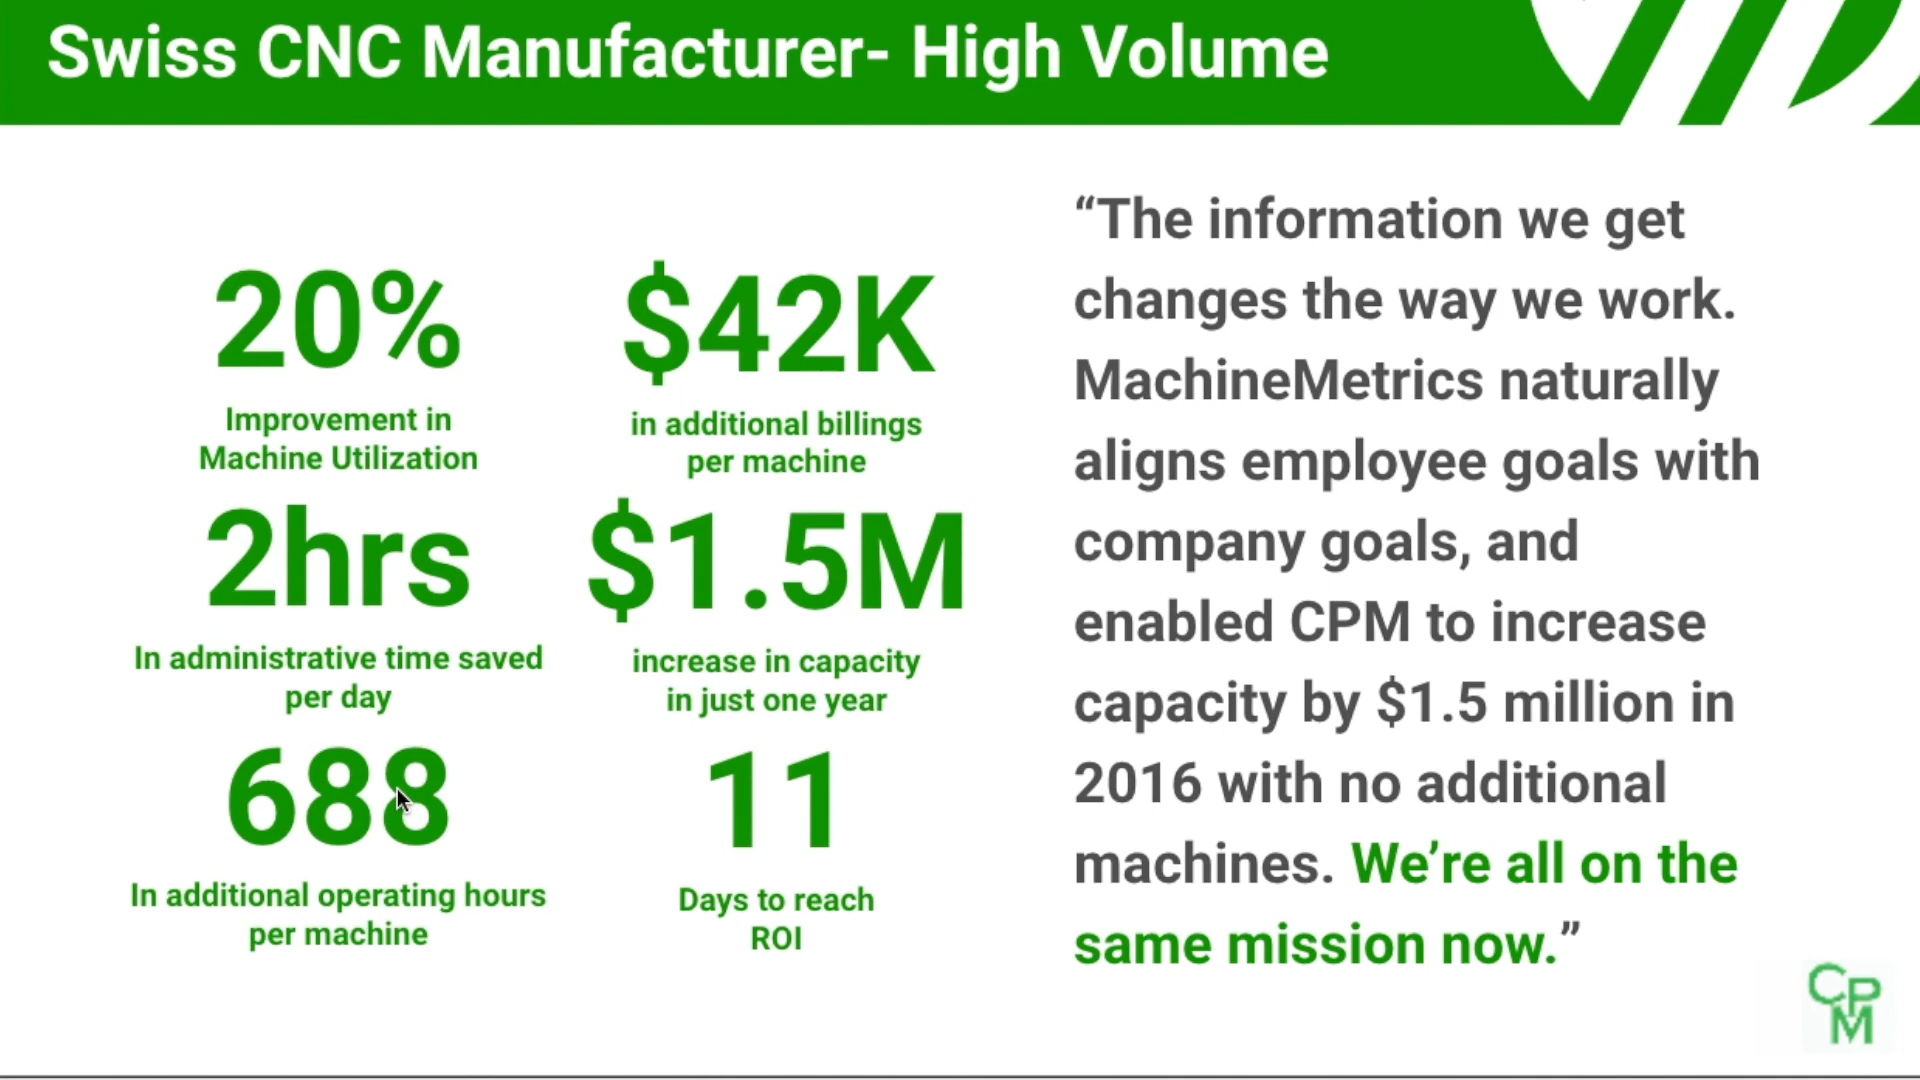 Swiss CNC Manufacturer- High Volume
20%
Improvement in
Machine Utilization
$42K
in additional billings
per machine
2hrs
In administrative time saved
per day
$1.5M
increase in capacity
in just one year
688
In additional operating hours
per machine
11
Days to reach
ROI
“The information we get
changes the way we work.
MachineMetrics naturally
aligns employee goals with
company goals, and
enabled CPM to increase
capacity by $1.5 million in
2016 with no additional
machines. We’re all on the
same mission now.”
CPM